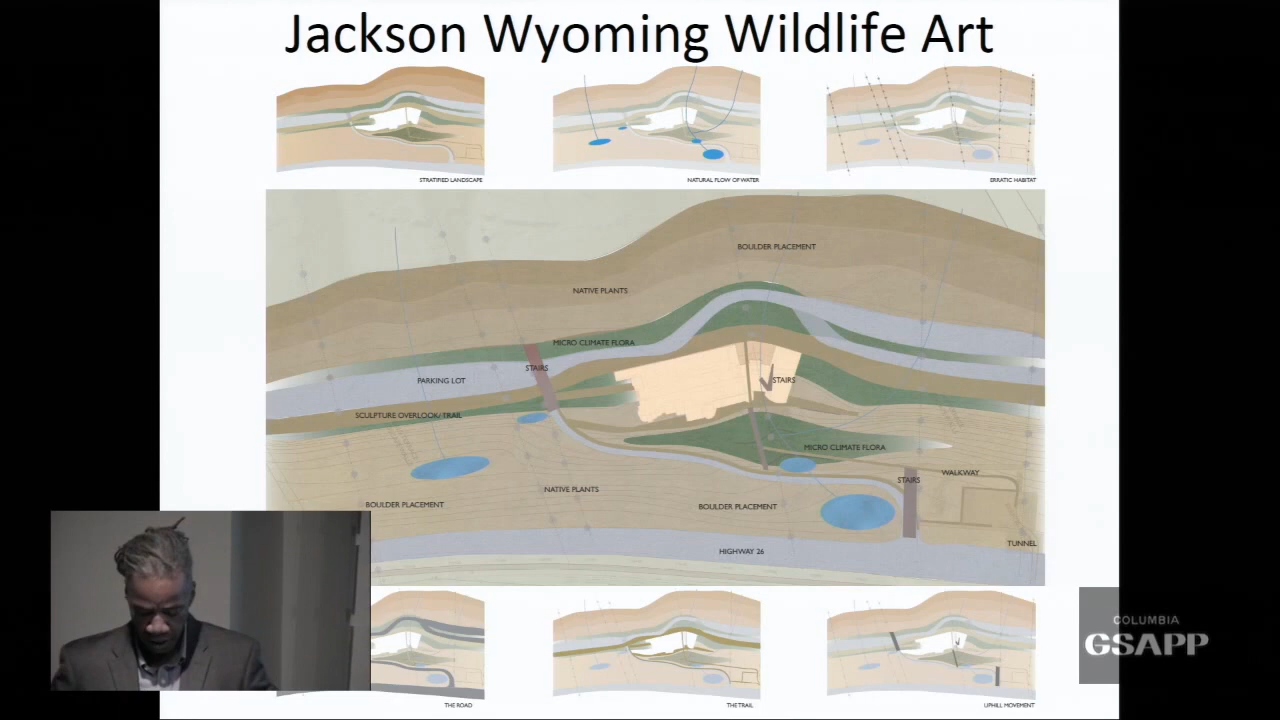 Jackson Wyoming Wildlife Art
STRATIFIED LANDSCAPE
NATURAL FLOW OF WATER
ERRATIC HABITAT
BOULDER PLACEMENT
NATIVE PLANTS
MICRO CLIMATE FLORA
STAIRS
PARKING LOT
STAIRS
SCULPTURE OVERLOOK/TRAIL
MICRO CLIMATE FLORA
WALKWAY
STAIRS
NATIVE PLANTS
BOULDER PLACEMENT
BOULDER PLACEMENT
TUNNEL
HIGHWAY 26
COLUMBIA
GSAPP
THE ROAD
THE TRAIL
UPHILL MOVEMENT